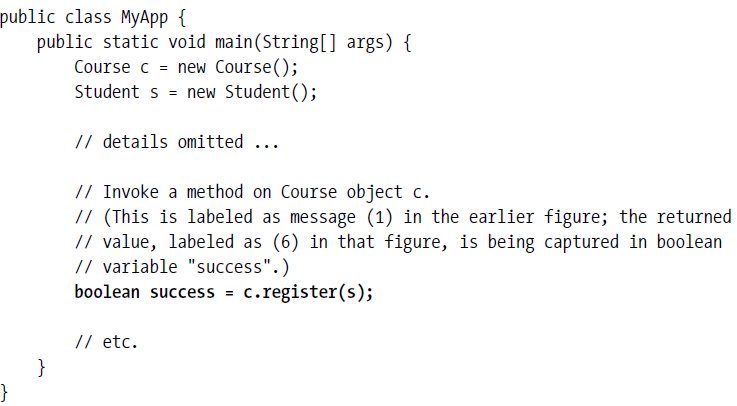 public class MyApp {
    public static void main(String[] args) {
        Course c = new Course();
        Student s = new Student();

        // details omitted ...

        // Invoke a method on Course object c.
        // (This is labeled as message (1) in the earlier figure; the returned
        // value, labeled as (6) in that figure, is being captured in boolean
        // variable "success".)
        boolean success = c.register(s);

        // etc.
    }
}